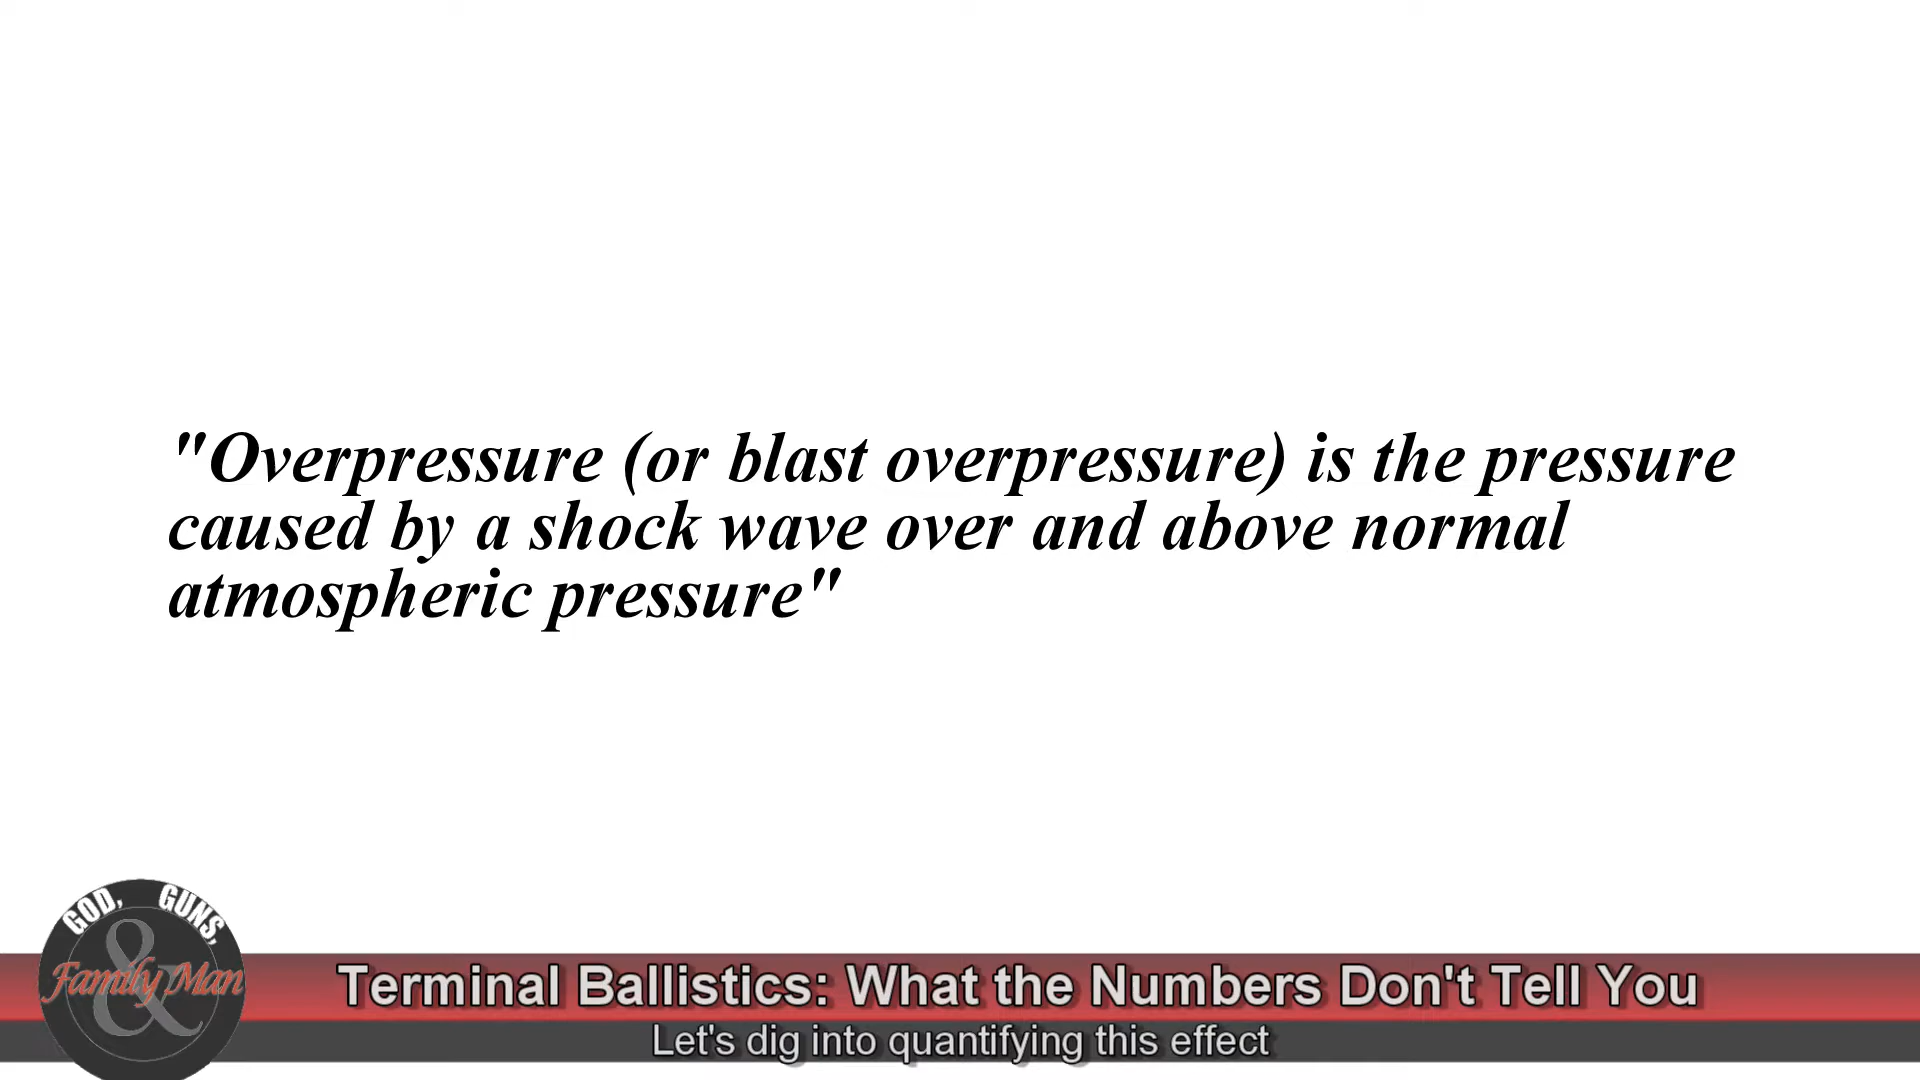 "Overpressure (or blast overpressure) is the pressure
caused by a shock wave over and above normal
atmospheric pressure"
GOD, GUNS,
&
Family Man
Terminal Ballistics: What the Numbers Don't Tell You
Let's dig into quantifying this effect